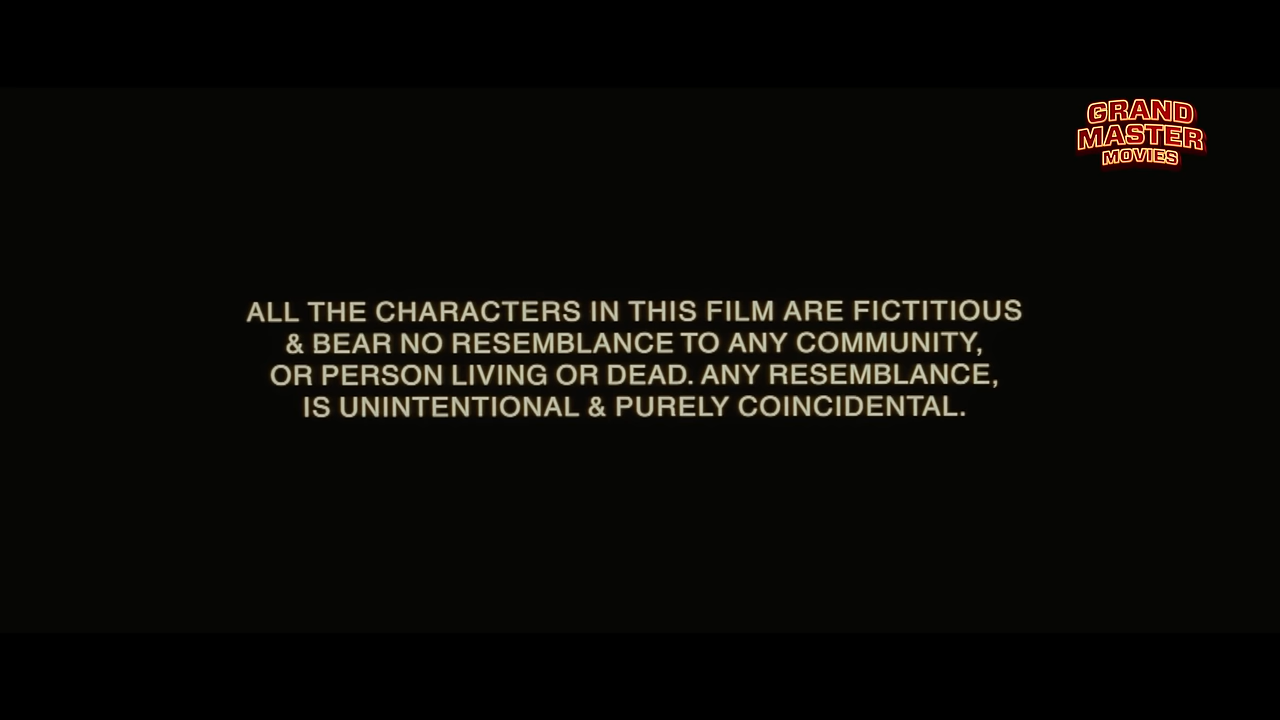 GRAND
MASTER
MOVIES
ALL THE CHARACTERS IN THIS FILM ARE FICTITIOUS
& BEAR NO RESEMBLANCE TO ANY COMMUNITY,
OR PERSON LIVING OR DEAD. ANY RESEMBLANCE,
IS UNINTENTIONAL & PURELY COINCIDENTAL.